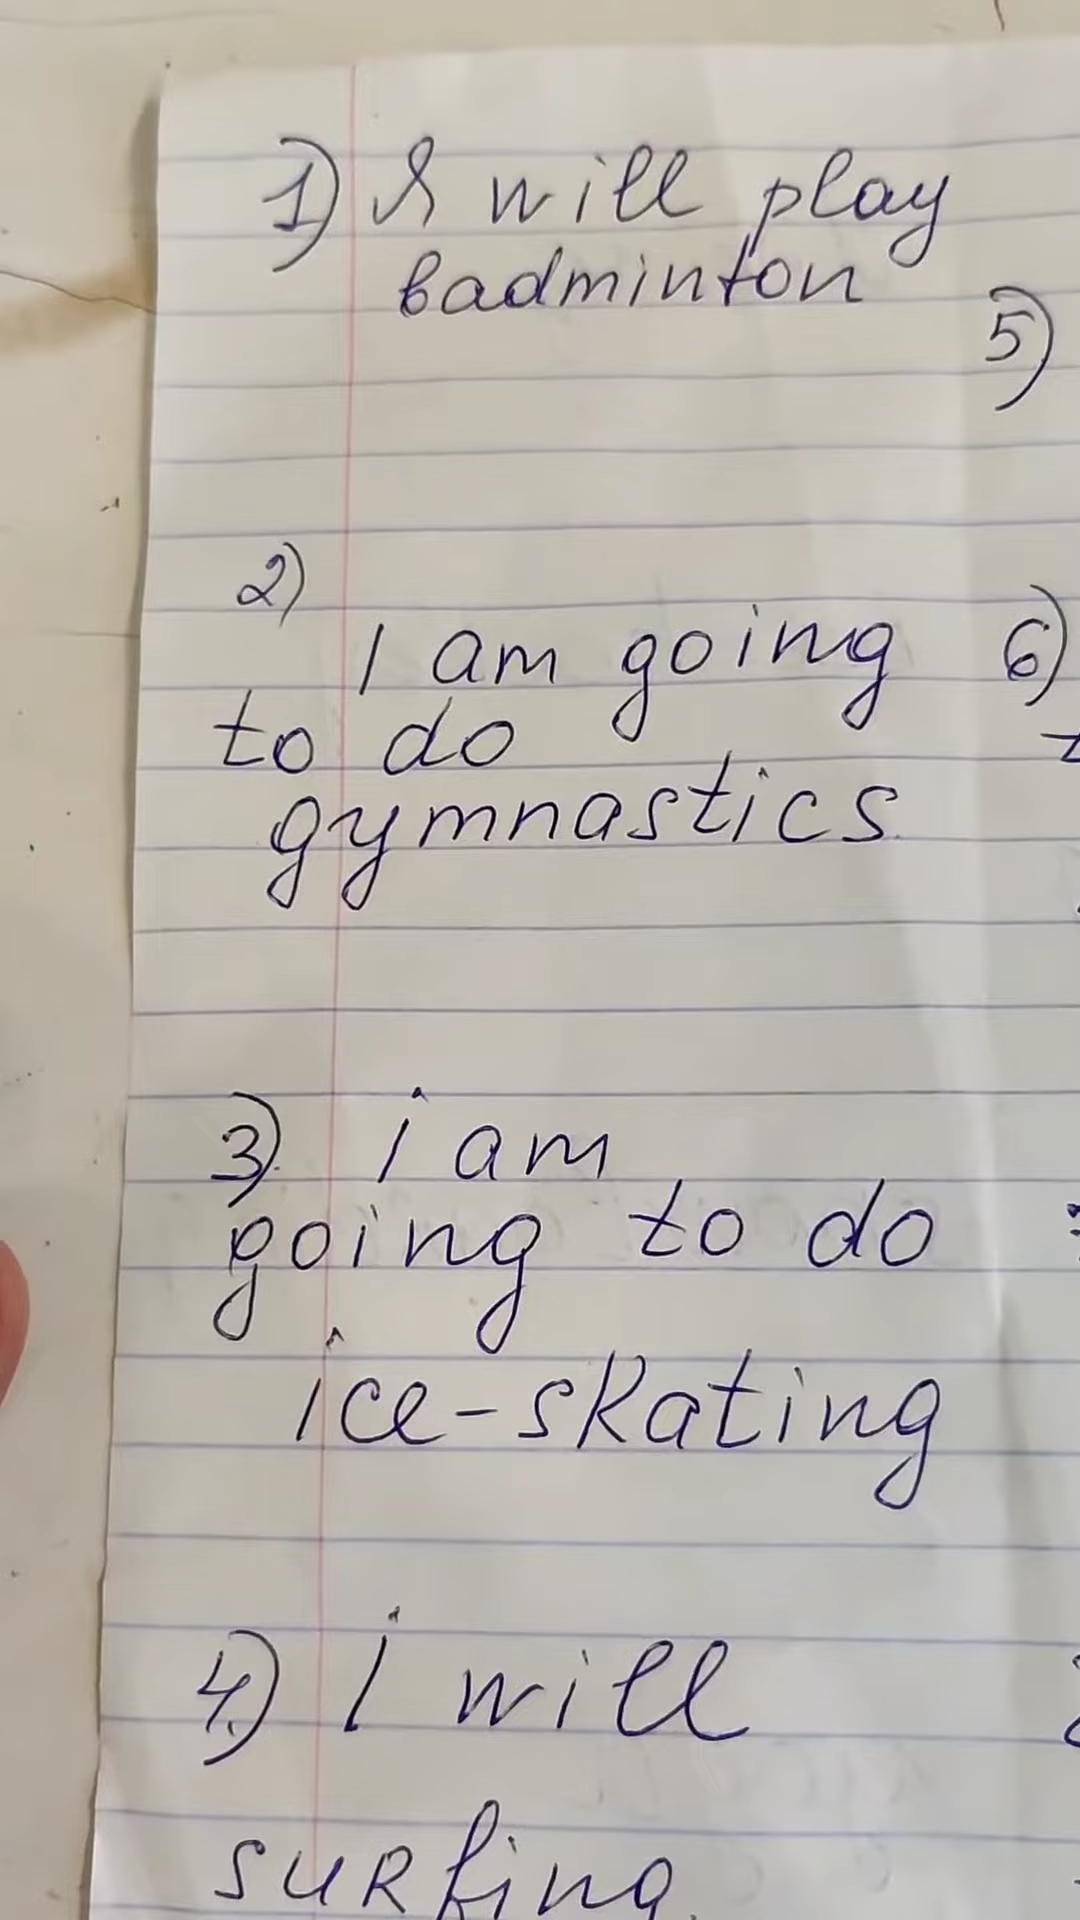 1) I will play
badminton
2)
I am going
to do
gymnastics
3) i am
going to do
ice-skating
4.) I will
surfing
5)
6)